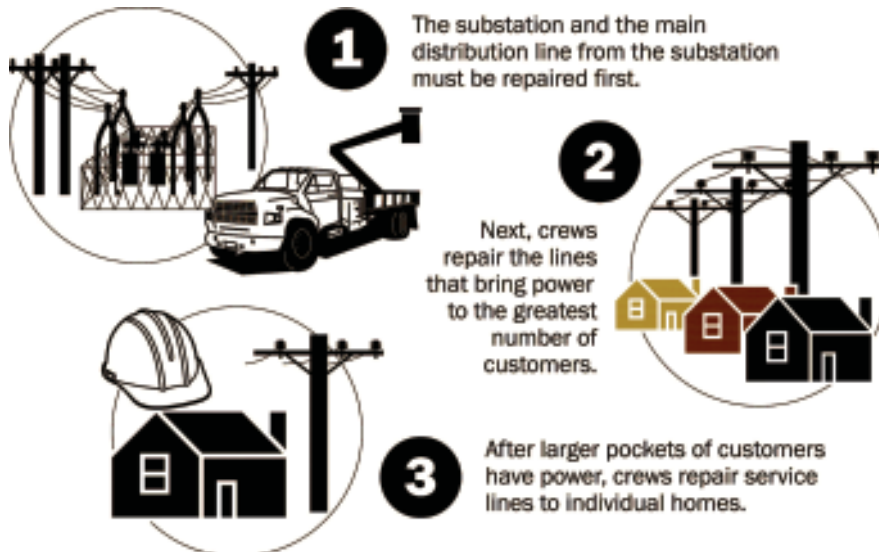 1
The substation and the main
distribution line from the substation
must be repaired first.
2
Next, crews
repair the lines
that bring power
to the greatest
number of
customers.
3
After larger pockets of customers
have power, crews repair service
lines to individual homes.